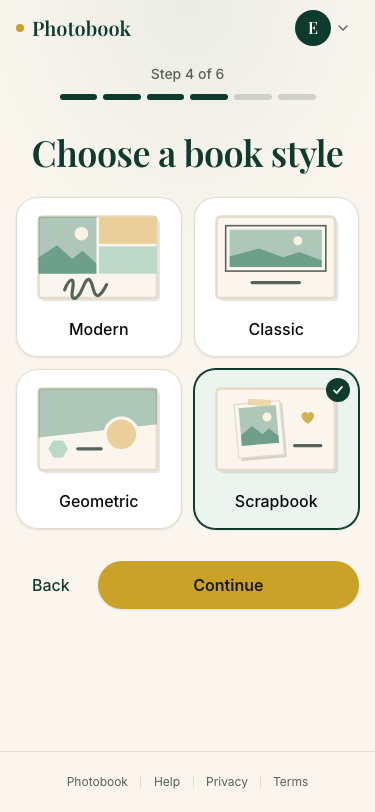 Photobook
E
Step 4 of 6
Choose a book style
Modern
Classic
Geometric
Scrapbook
Back
Continue
Photobook
Help
Privacy
Terms